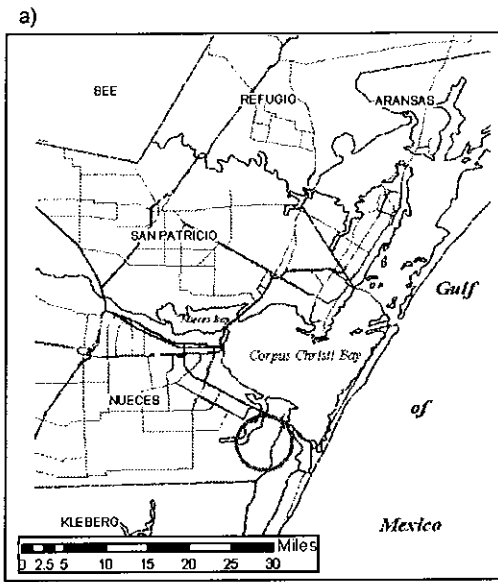 a)
BEE
REFUGIO
ARANSAS
SAN PATRICIO
Nueces Bay
Gulf
Corpus Christi Bay
NUECES
of
KLEBERG
Mexico
Miles
0 2.5 5 10 15 20 25 30